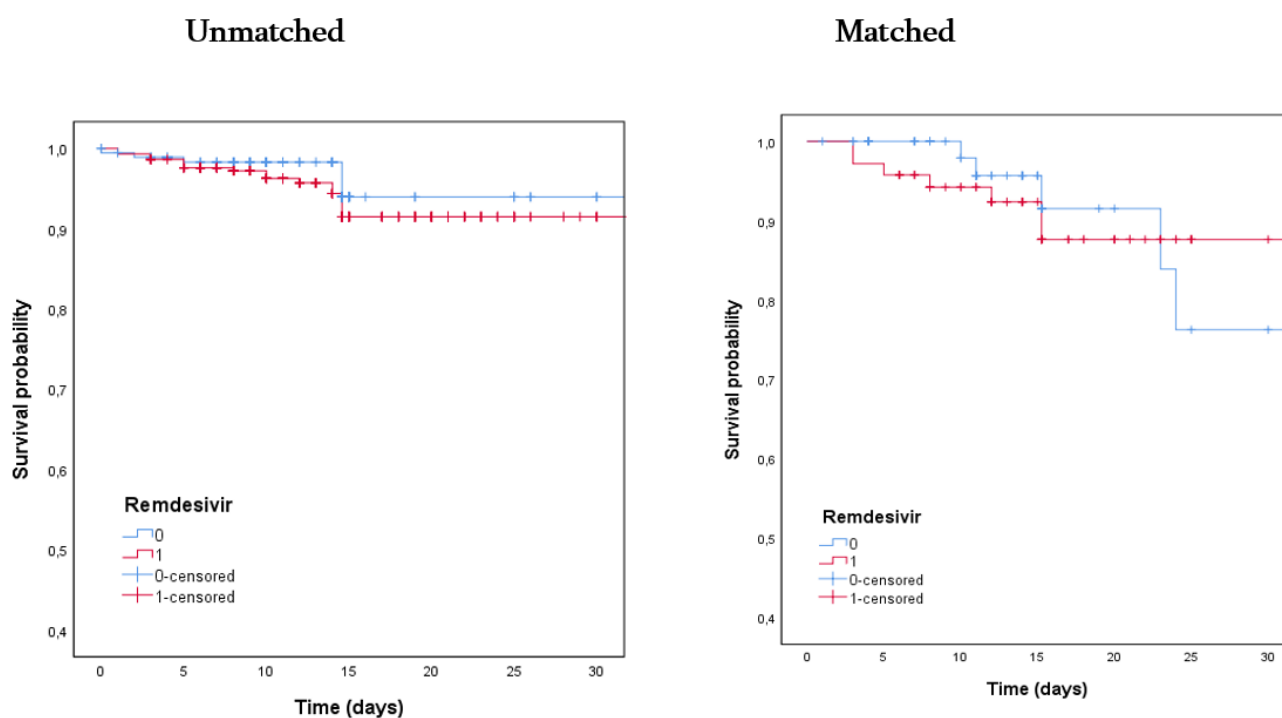 Unmatched
Survival probability
1,0
0,9
0,8
0,7
0,6
0,5
0,4
Remdesivir
0
1
0-censored
1-censored
0 5 10 15 20 25 30
Time (days)
Matched
Survival probability
1,0
0,9
0,8
0,7
0,6
0,5
0,4
Remdesivir
0
1
0-censored
1-censored
0 5 10 15 20 25 30
Time (days)